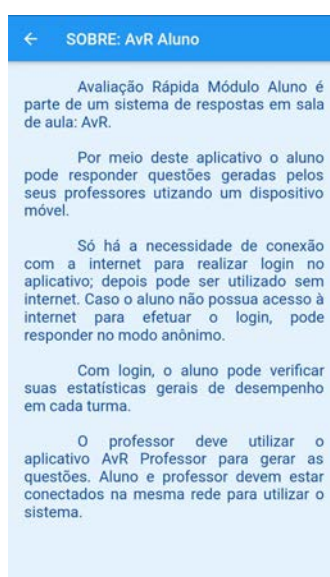 SOBRE: AvR Aluno
Avaliação Rápida Módulo Aluno é
parte de um sistema de respostas em sala
de aula: AvR.
Por meio deste aplicativo o aluno
pode responder questões geradas pelos
seus professores utizando um dispositivo
móvel.
Só há a necessidade de conexão
com a internet para realizar login no
aplicativo; depois pode ser utilizado sem
internet. Caso o aluno não possua acesso à
internet para efetuar o login, pode
responder no modo anônimo.
Com login, o aluno pode verificar
suas estatísticas gerais de desempenho
em cada turma.
O professor deve utilizar o
aplicativo AvR Professor para gerar as
questões. Aluno e professor devem estar
conectados na mesma rede para utilizar o
sistema.